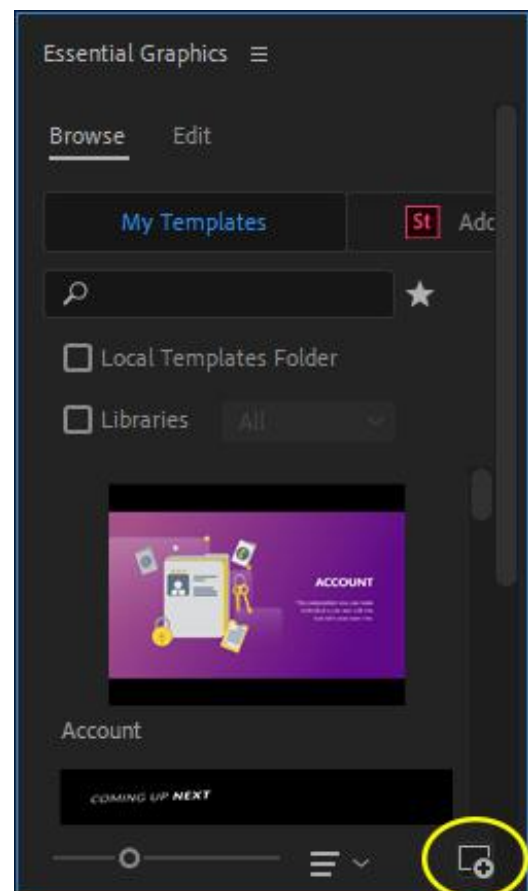 Essential Graphics
Browse Edit
My Templates St Adc
Local Templates Folder
Libraries All
ACCOUNT
Account
COMING UP NEXT